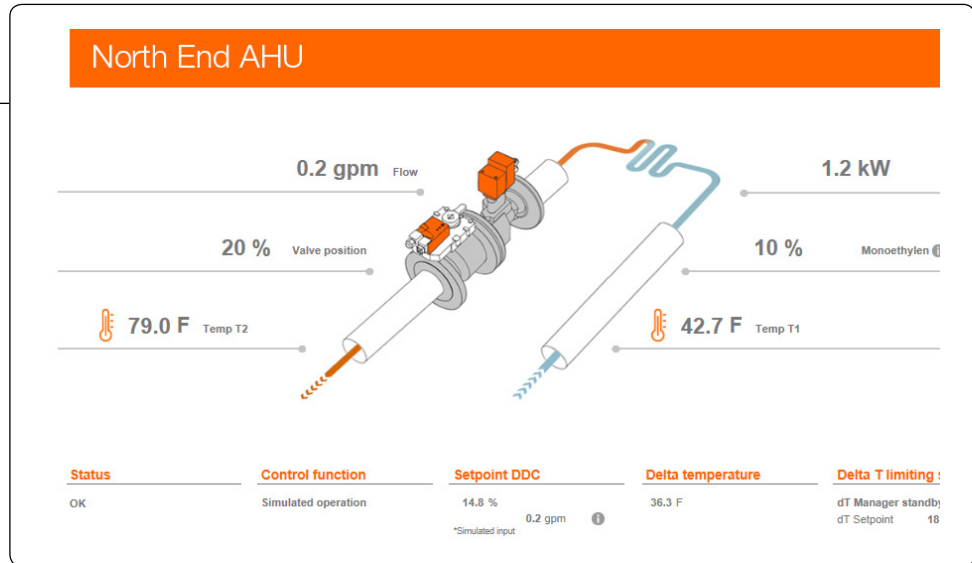 North End AHU
0.2 gpm Flow
1.2 kW
20 % Valve position
10 % Monoethylen
79.0 F Temp T2
42.7 F Temp T1
Status
OK
Control function
Simulated operation
Setpoint DDC
14.8 %
0.2 gpm
*Simulated input
Delta temperature
36.3 F
Delta T limiting
dT Manager standby
dT Setpoint 18